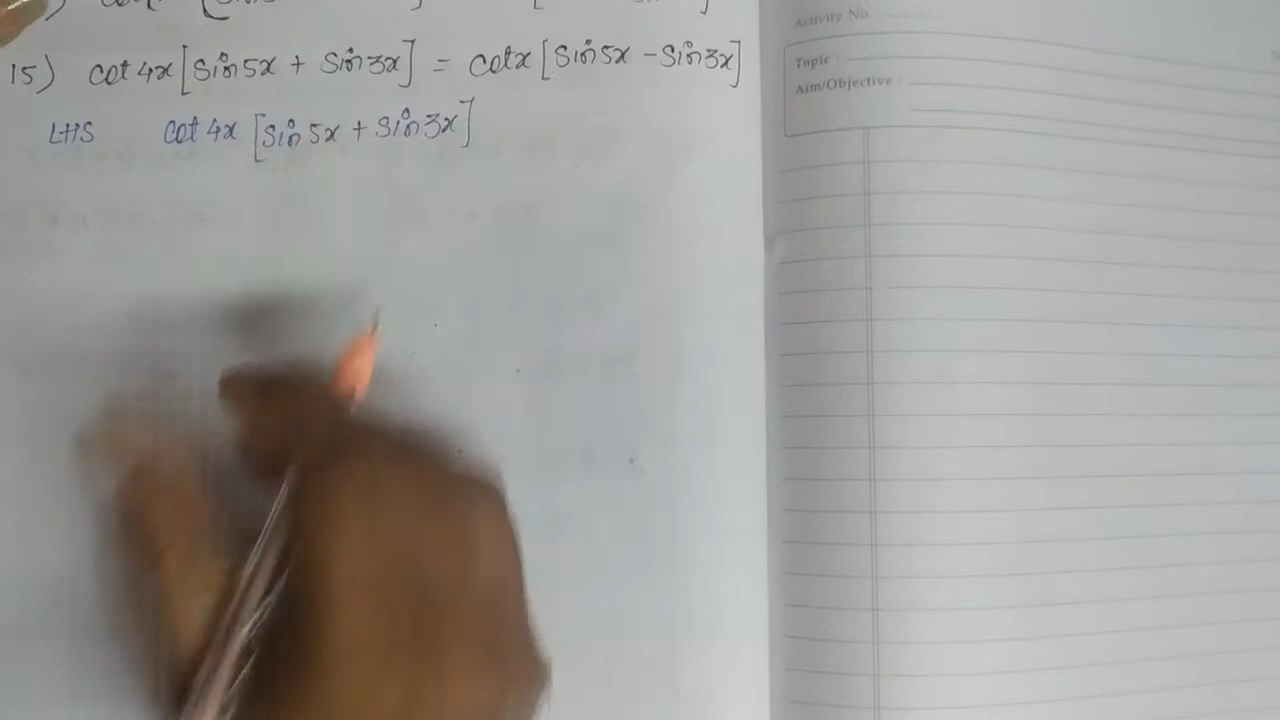 15) cot 4x [sin 5x + sin 3x] = cot x [sin 5x - sin 3x]
LHS cot 4x [sin 5x + sin 3x]
Activity No.
Topic :
Aim/Objective :